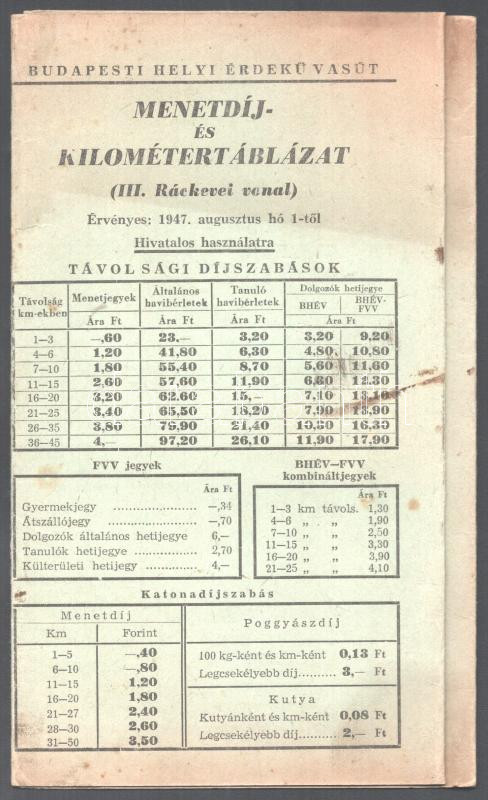 BUDAPESTI HELYI ÉRDEKŰ VASÚT
MENETDÍJ-
ÉS
KILOMÉTERTÁBLÁZAT
(III. Ráckevei vonal)
Érvényes: 1947. augusztus hó 1-től
Hivatalos használatra
TÁVOLSÁGI DÍJSZABÁSOK
Távolság km-ekben Menetjegyek Általános havibérletek Tanuló havibérletek Dolgozók hetijegye
BHÉV BHÉV-FVV
Ára Ft Ára Ft Ára Ft Ára Ft
1—3 —,60 23,— 3,20 3,20 9,20
4—6 1,20 41,80 6,30 4,80 10,80
7—10 1,80 55,40 8,70 5,60 11,60
11—15 2,60 57,60 11,90 6,30 12,30
16—20 3,20 62,60 15,— 7,10 13,10
21—25 3,40 65,50 18,20 7,90 13,90
26—35 3,80 21,40 10,30 16,30
36—45 4,— 97,20 26,10 11,90 17,90
FVV jegyek
Ára Ft
Gyermekjegy ...................... —,34
Átszállójegy ...................... —,70
Dolgozók általános hetijegye 6,—
Tanulók hetijegye ................ 2,70
Külterületi hetijegy ............. 4,—
BHÉV—FVV
kombináltjegyek
Ára Ft
1—3 km távols. 1,30
4—6 „ „ 1,90
7—10 „ „ 2,50
11—15 „ „ 3,30
16—20 „ „ 3,90
21—25 „ „ 4,10
Katonadíjszabás
Menetdíj
Km Forint
1—5 —,40
6—10 —,80
11—15 1,20
16—20 1,80
21—27 2,40
28—30 2,60
31—50 3,50
Poggyászdíj
100 kg-ként és km-ként 0,13 Ft
Legcsekélyebb díj.......... 3,— Ft
Kutya
Kutyánként és km-ként 0,08 Ft
Legcsekélyebb díj.......... 2,— Ft